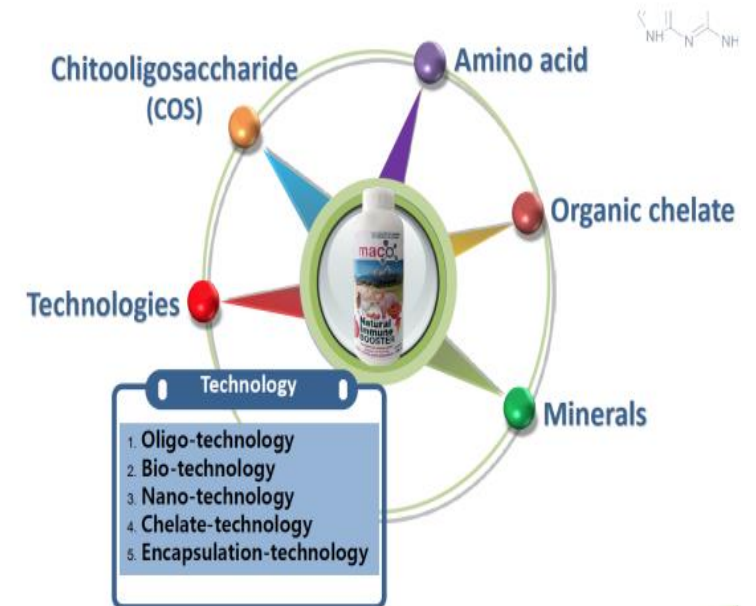 NH
N
NH
Chitooligosaccharide
(COS)
Amino acid
Organic chelate
maco
Natural
Immune
BOOSTER
Technologies
Minerals
Technology
1. Oligo-technology
2. Bio-technology
3. Nano-technology
4. Chelate-technology
5. Encapsulation-technology